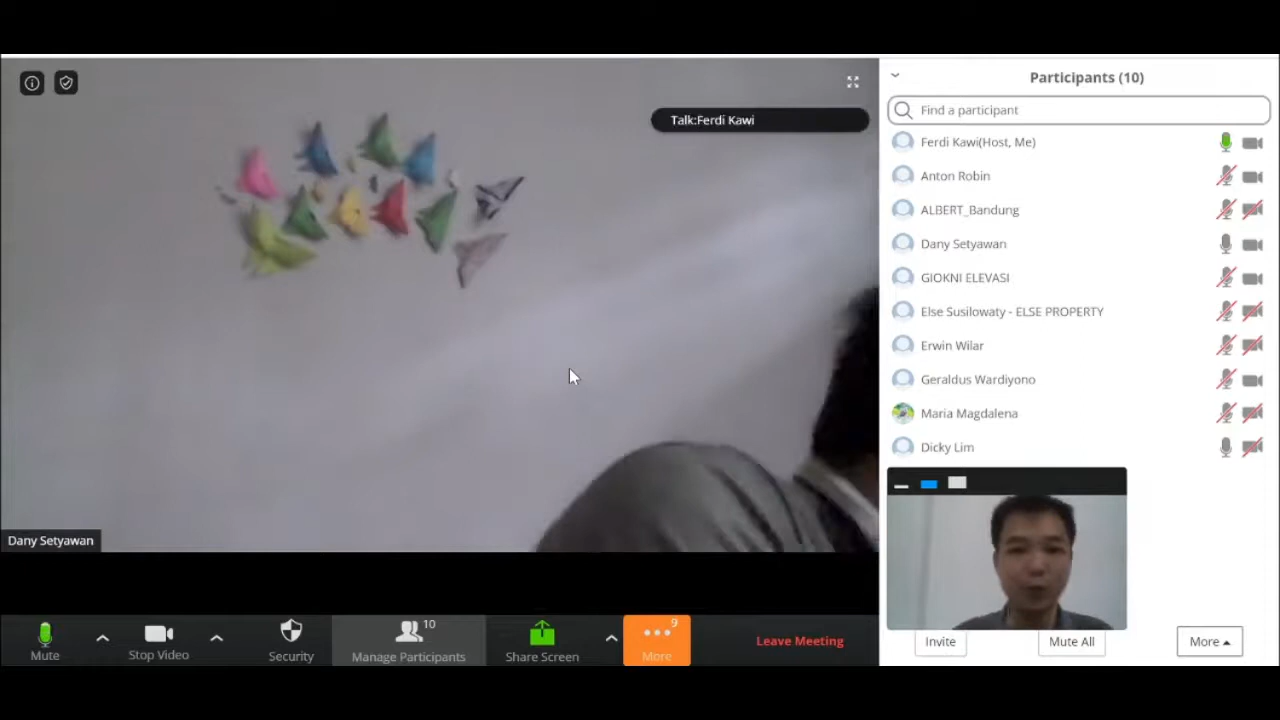 Participants (10)
Find a participant
Talk:Ferdi Kawi
Ferdi Kawi(Host, Me)
Anton Robin
ALBERT_Bandung
Dany Setyawan
GIOKNI ELEVASI
Else Susilowaty - ELSE PROPERTY
Erwin Wilar
Geraldus Wardiyono
Maria Magdalena
Dicky Lim
Dany Setyawan
Mute
Stop Video
Security
10
Manage Participants
Share Screen
9
More
Leave Meeting
Invite
Mute All
More